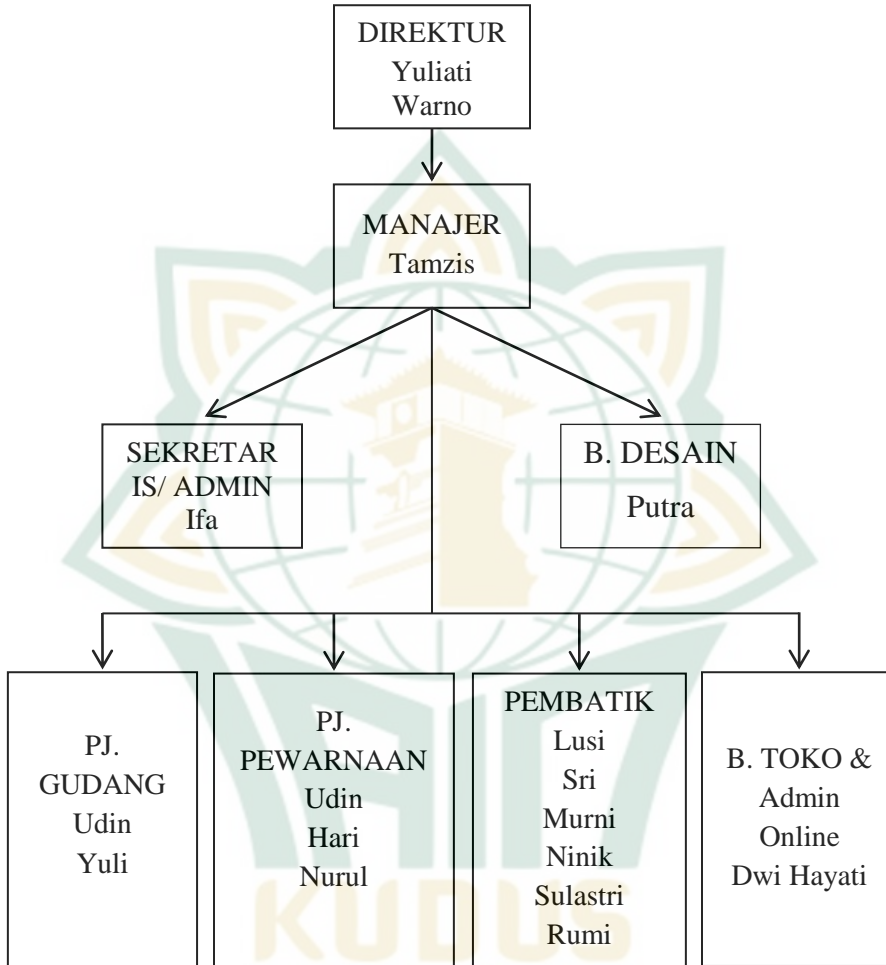 DIREKTUR
Yuliati
Warno
MANAJER
Tamzis
SEKRETAR
IS/ ADMIN
Ifa
B. DESAIN
Putra
PJ.
GUDANG
Udin
Yuli
PJ.
PEWARNAAN
Udin
Hari
Nurul
PEMBATIK
Lusi
Sri
Murni
Ninik
Sulastri
Rumi
B. TOKO &
Admin
Online
Dwi Hayati
KUDUS